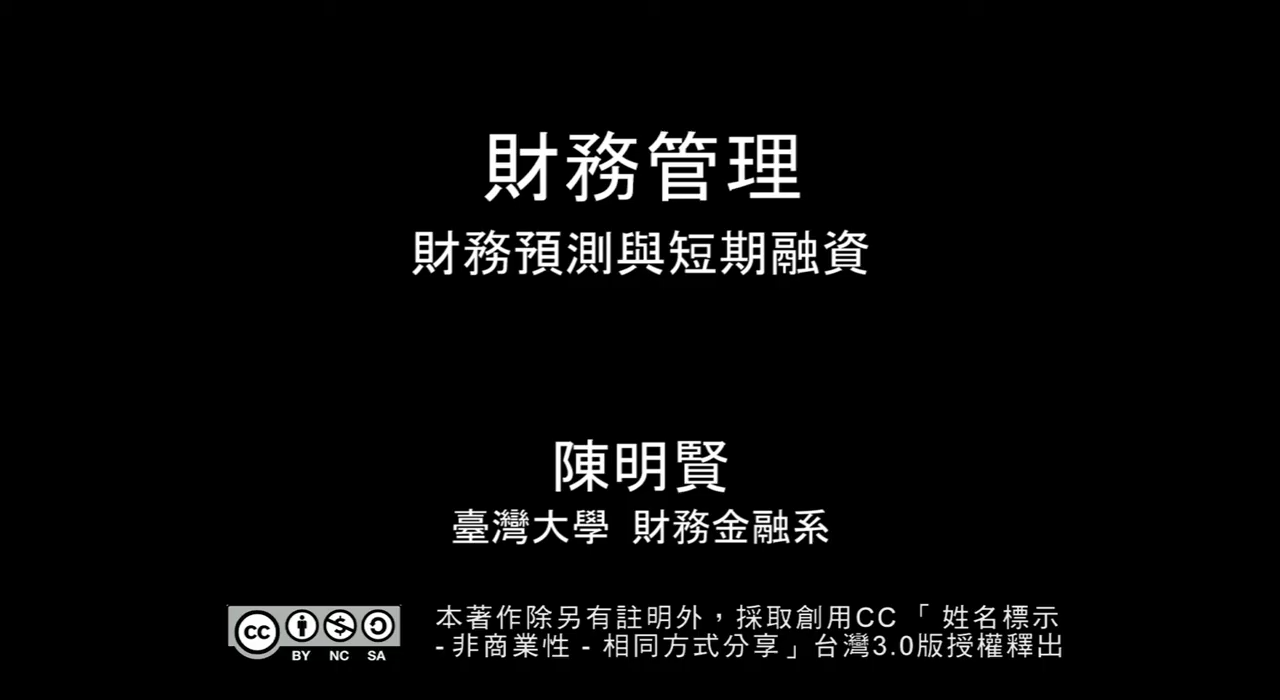 財務管理
財務預測與短期融資
陳明賢
臺灣大學 財務金融系
本著作除另有註明外，採取創用CC「 姓名標示
- 非商業性 - 相同方式分享」台灣3.0版授權釋出
cc
BY NC SA